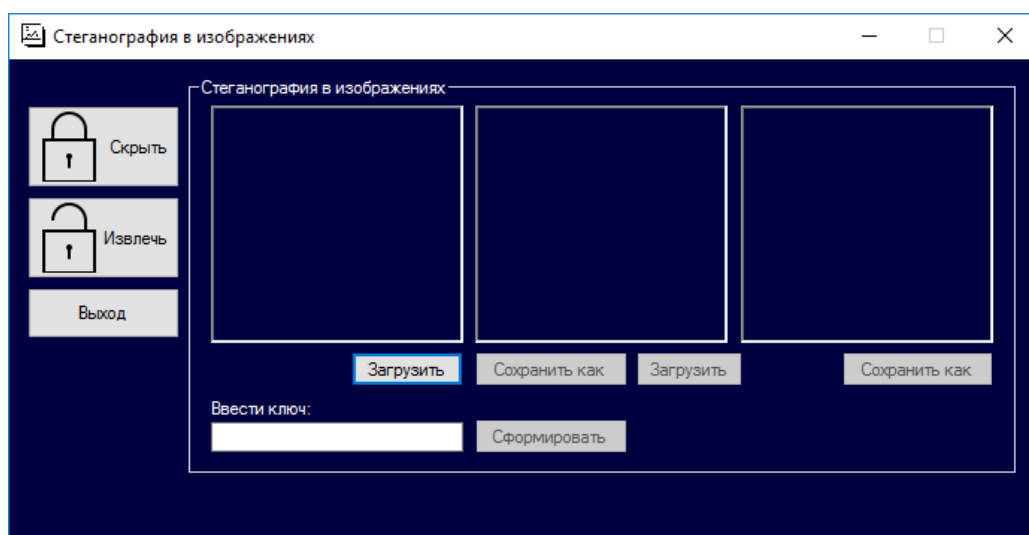 Стеганография в изображениях
Стеганография в изображениях
Скрыть
Извлечь
Выход
Загрузить
Сохранить как
Загрузить
Сохранить как
Ввести ключ:
Сформировать